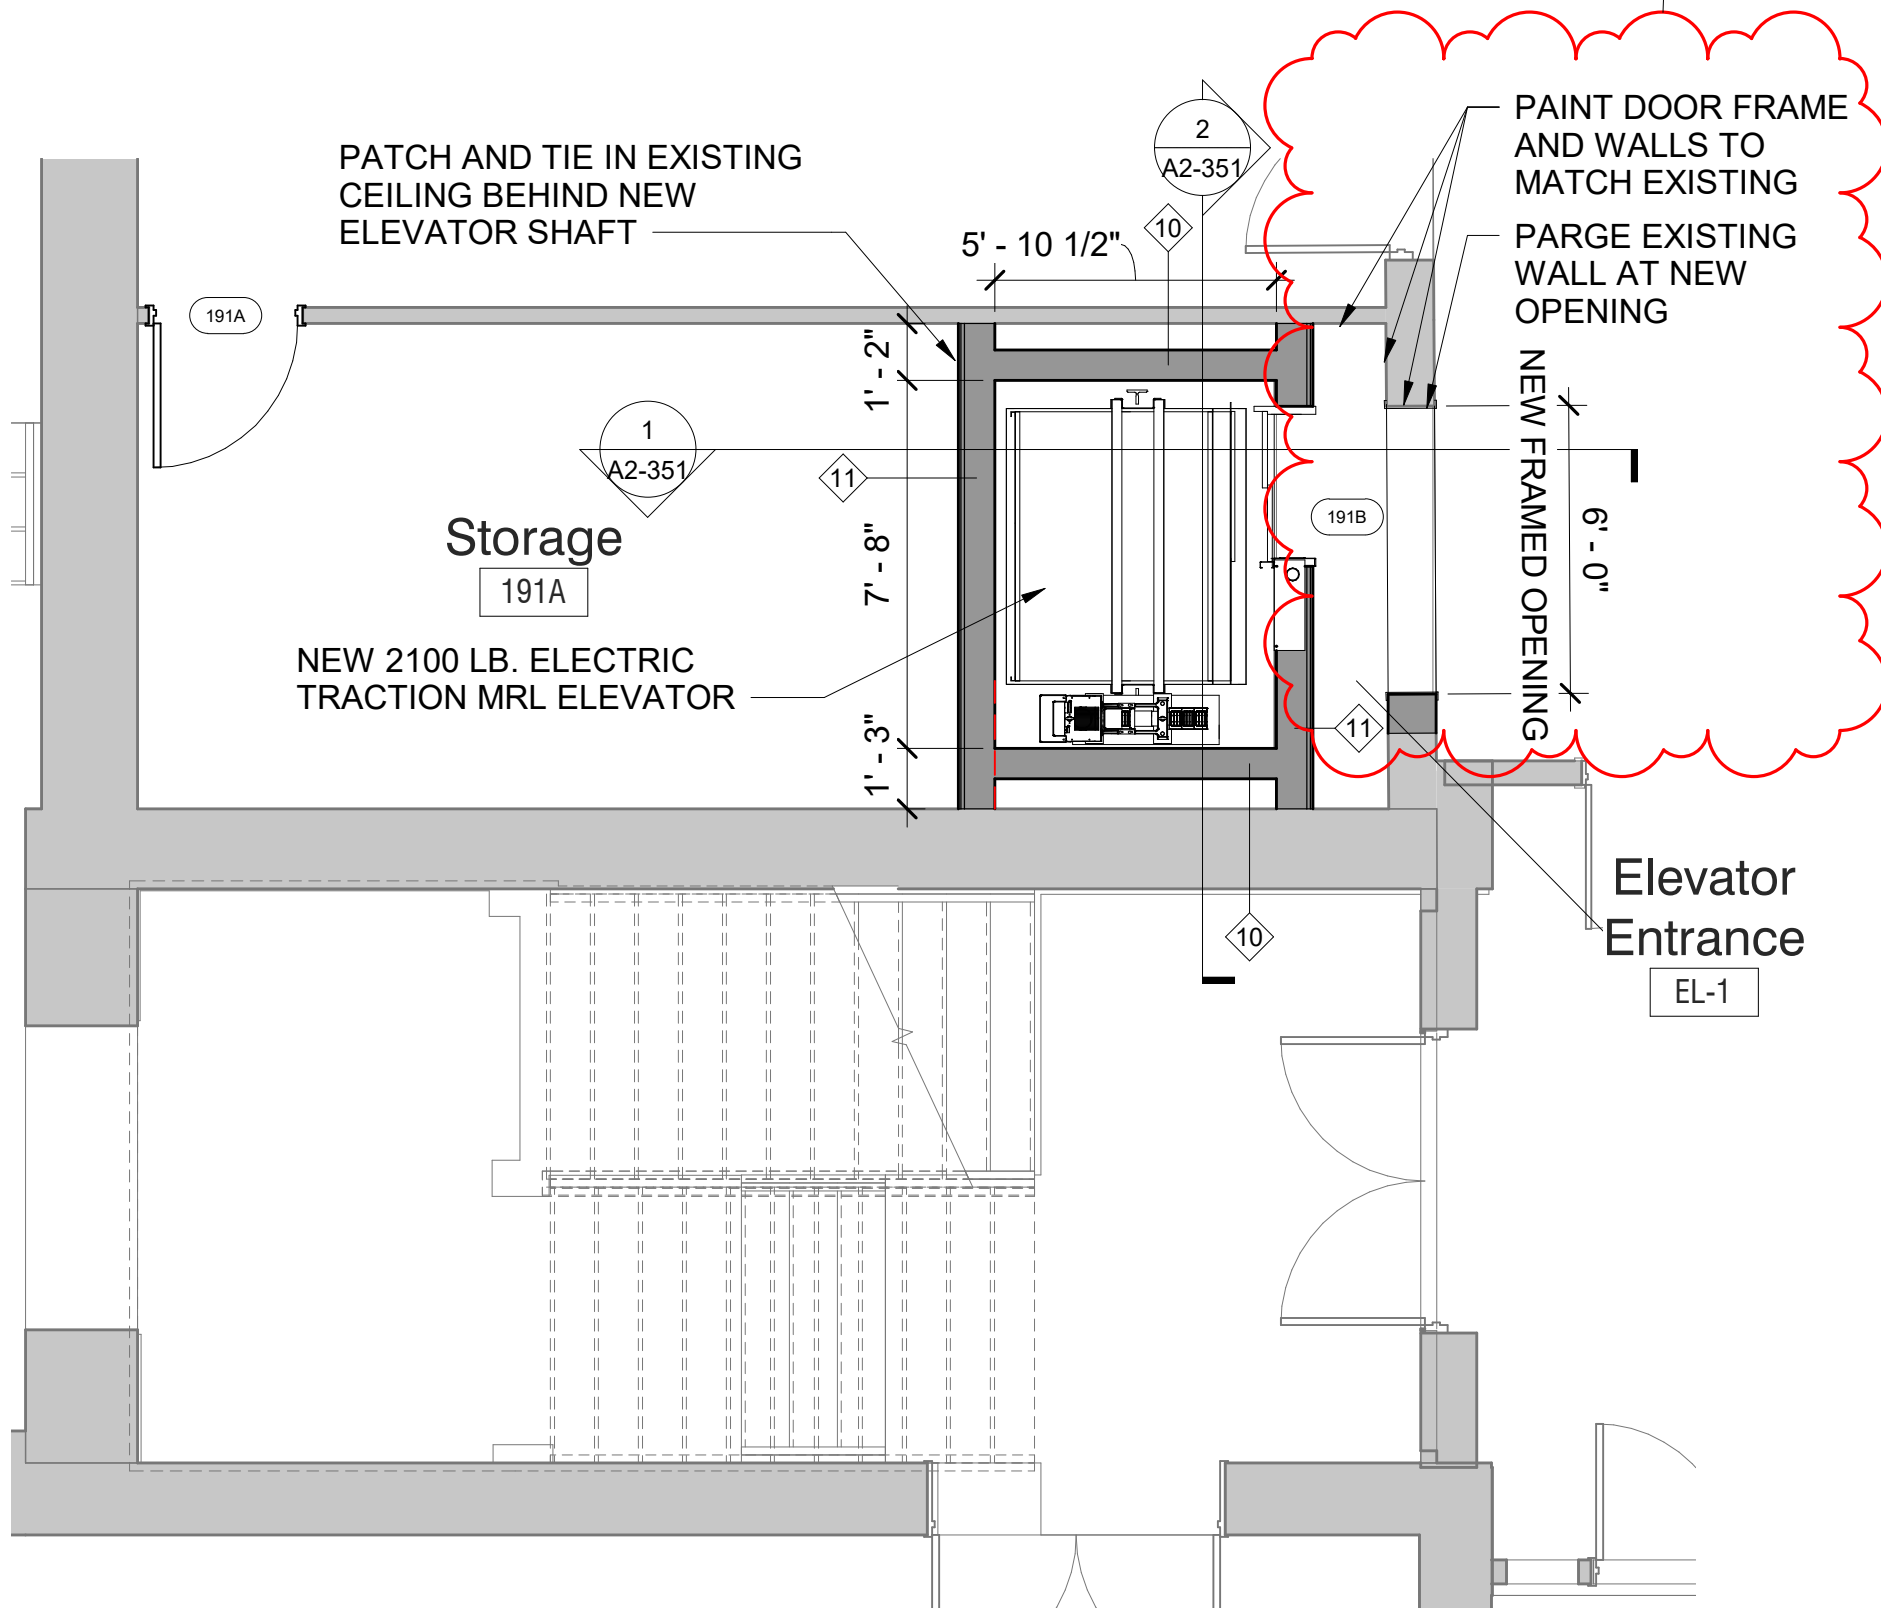 PAINT DOOR FRAME
AND WALLS TO
MATCH EXISTING
2
A2-351
PATCH AND TIE IN EXISTING
CEILING BEHIND NEW
ELEVATOR SHAFT
5' - 10 1/2"
10
PARGE EXISTING
WALL AT NEW
OPENING
191A
1' - 2"
1
A2-351
11
Storage
191A
7' - 8"
191B
NEW FRAMED OPENING
6' - 0"
NEW 2100 LB. ELECTRIC
TRACTION MRL ELEVATOR
1' - 3"
11
Elevator
Entrance
EL-1
10